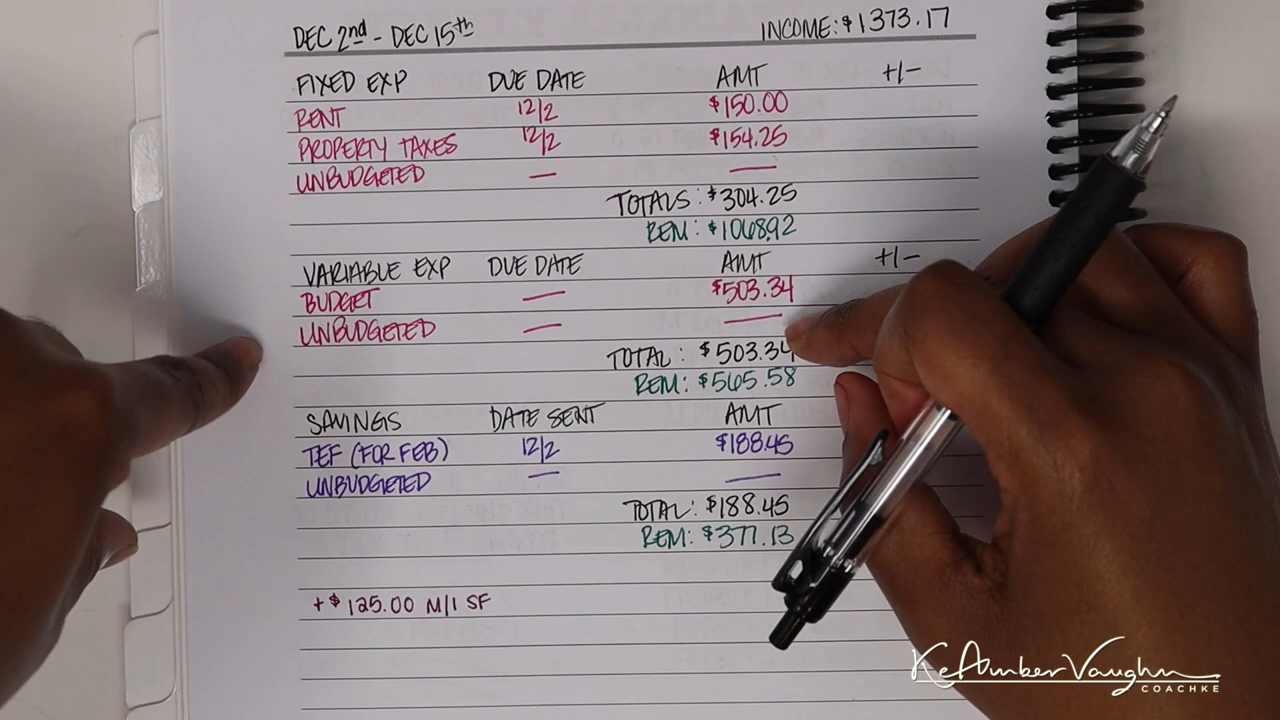 DEC 2nd - DEC 15th INCOME: $1373.17
FIXED EXP DUE DATE AMT +/-
RENT 12/2 $150.00
PROPERTY TAXES 12/2 $154.25
UNBUDGETED — —
TOTALS: $304.25
REM: $1068.92
VARIABLE EXP DUE DATE AMT +/-
BUDGET — $503.34
UNBUDGETED — —
TOTAL: $503.34
REM: $565.58
SAVINGS DATE SENT AMT
TEF (FOR FEB) 12/2 $188.45
UNBUDGETED — —
TOTAL: $188.45
REM: $377.13
+ $125.00 M/I SF
KeAmber Vaughn
COACHKE